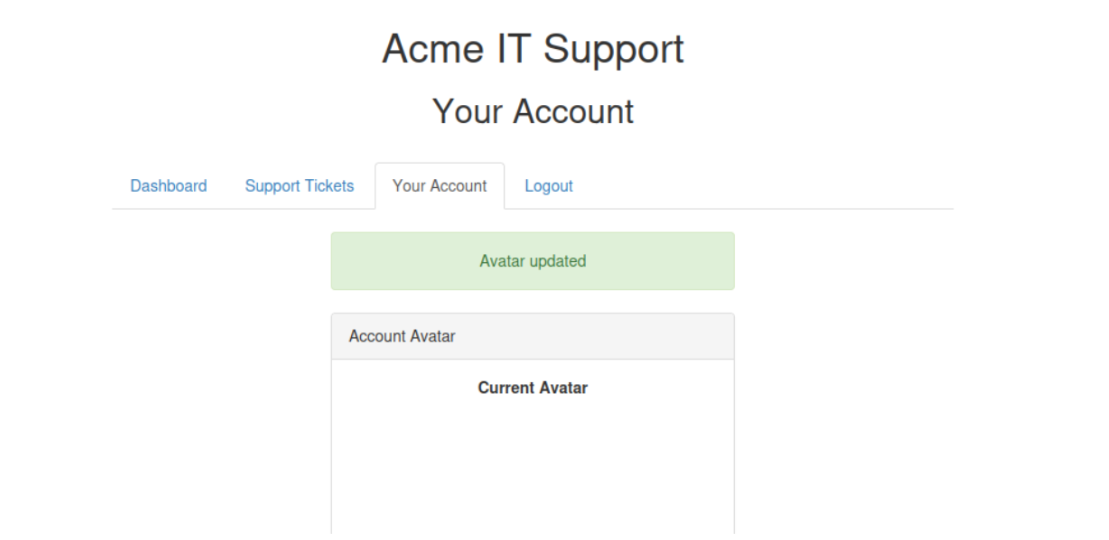 Acme IT Support
Your Account
Dashboard Support Tickets Your Account Logout
Avatar updated
Account Avatar
Current Avatar